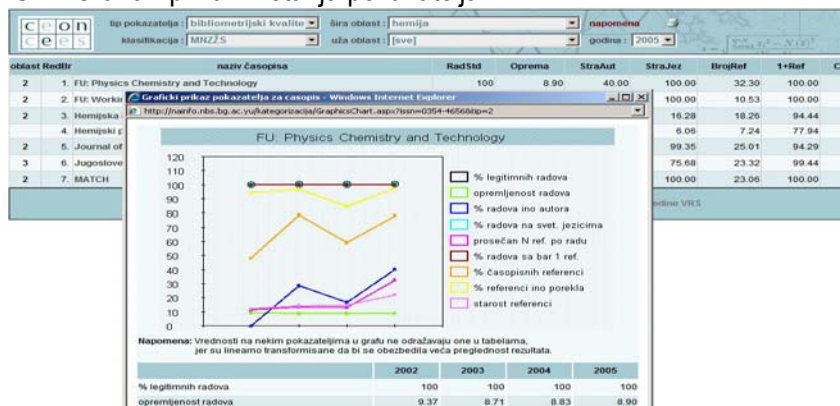 ceon
cees
tip pokazatelja : bibliometrijski kvalite
šira oblast : hemija
napomena
klasifikacija : MNZŽS
uža oblast : [sve]
godina : 2005
oblast RedBr naziv časopisa RadStd Oprema StraAut StraJez BrojRef 1+Ref
2 1. FU: Physics Chemistry and Technology 100 8.90 40.00 100.00 32.30 100.00
2 2. FU: 100.00 10.53 100.00
2 3. Hemijska 16.28 18.26 94.44
4. Hemijski 6.06 7.24 77.94
2 5. Journal of 99.35 25.01 94.29
3 6. 75.68 23.32 99.44
2 7. MATCH 100.00 23.06 100.00
Graficki prikaz pokazatelja za casopis - Windows Internet Explorer
http://nainfo.nbs.bg.ac.yu/kategorizacija/GraphicsChart.aspx?issn=0354-4656&tip=2
FU: Physics Chemistry and Technology
120
110
100
90
80
70
60
50
40
30
20
10
0
% legitimnih radova
opremljenost radova
% radova ino autora
% radova na svet. jezicima
prosečan N ref. po radu
% radova sa bar 1 ref.
% časopisnih referenci
% referenci ino porekla
starost referenci
Napomena: Vrednosti na nekim pokazateljima u grafu ne odražavaju one u tabelama,
jer su linearno transformisane da bi se obezbedila veća preglednost rezultata.
2002 2003 2004 2005
% legitimnih radova 100 100 100 100
opremljenost radova 9.37 8.71 8.83 8.90